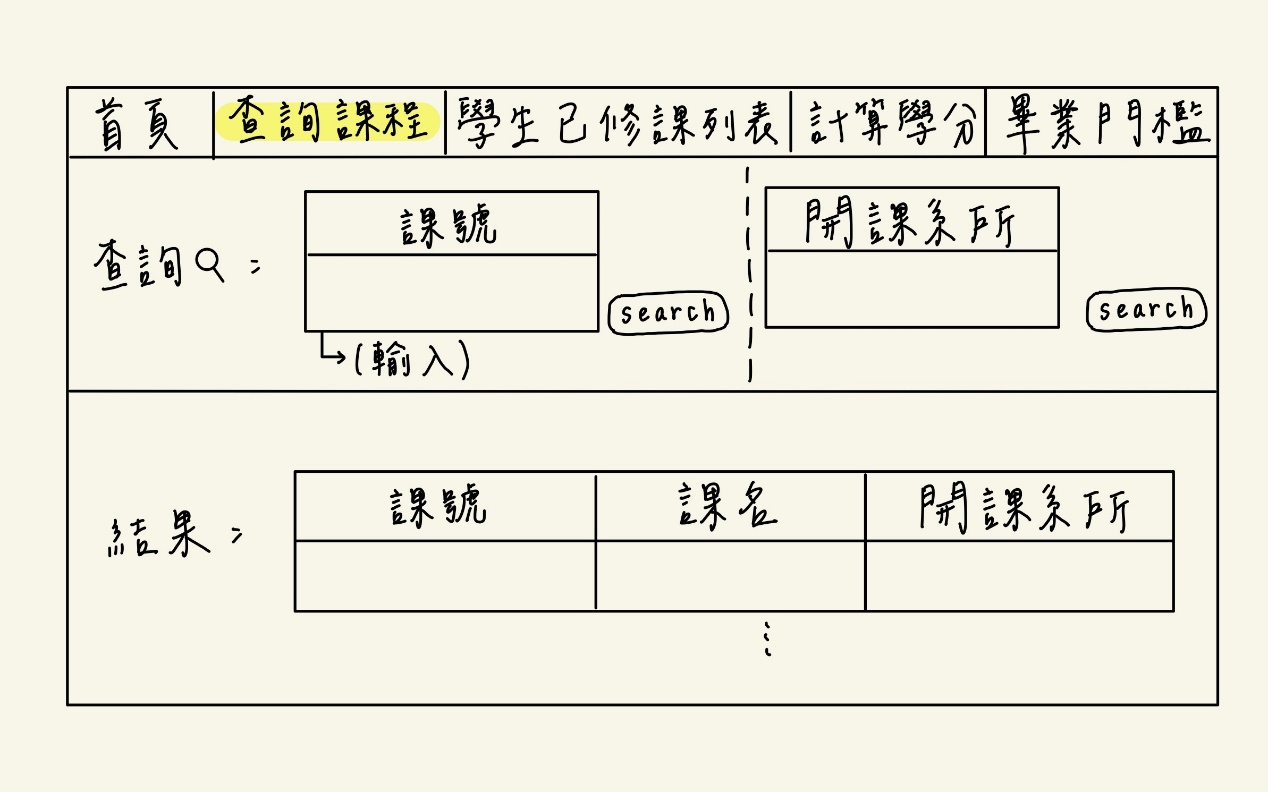 首頁 查詢課程 學生已修課列表 計算學分 畢業門檻
課號 開課系所
查詢 :
search search
(輸入)
課號 課名 開課系所
結果: